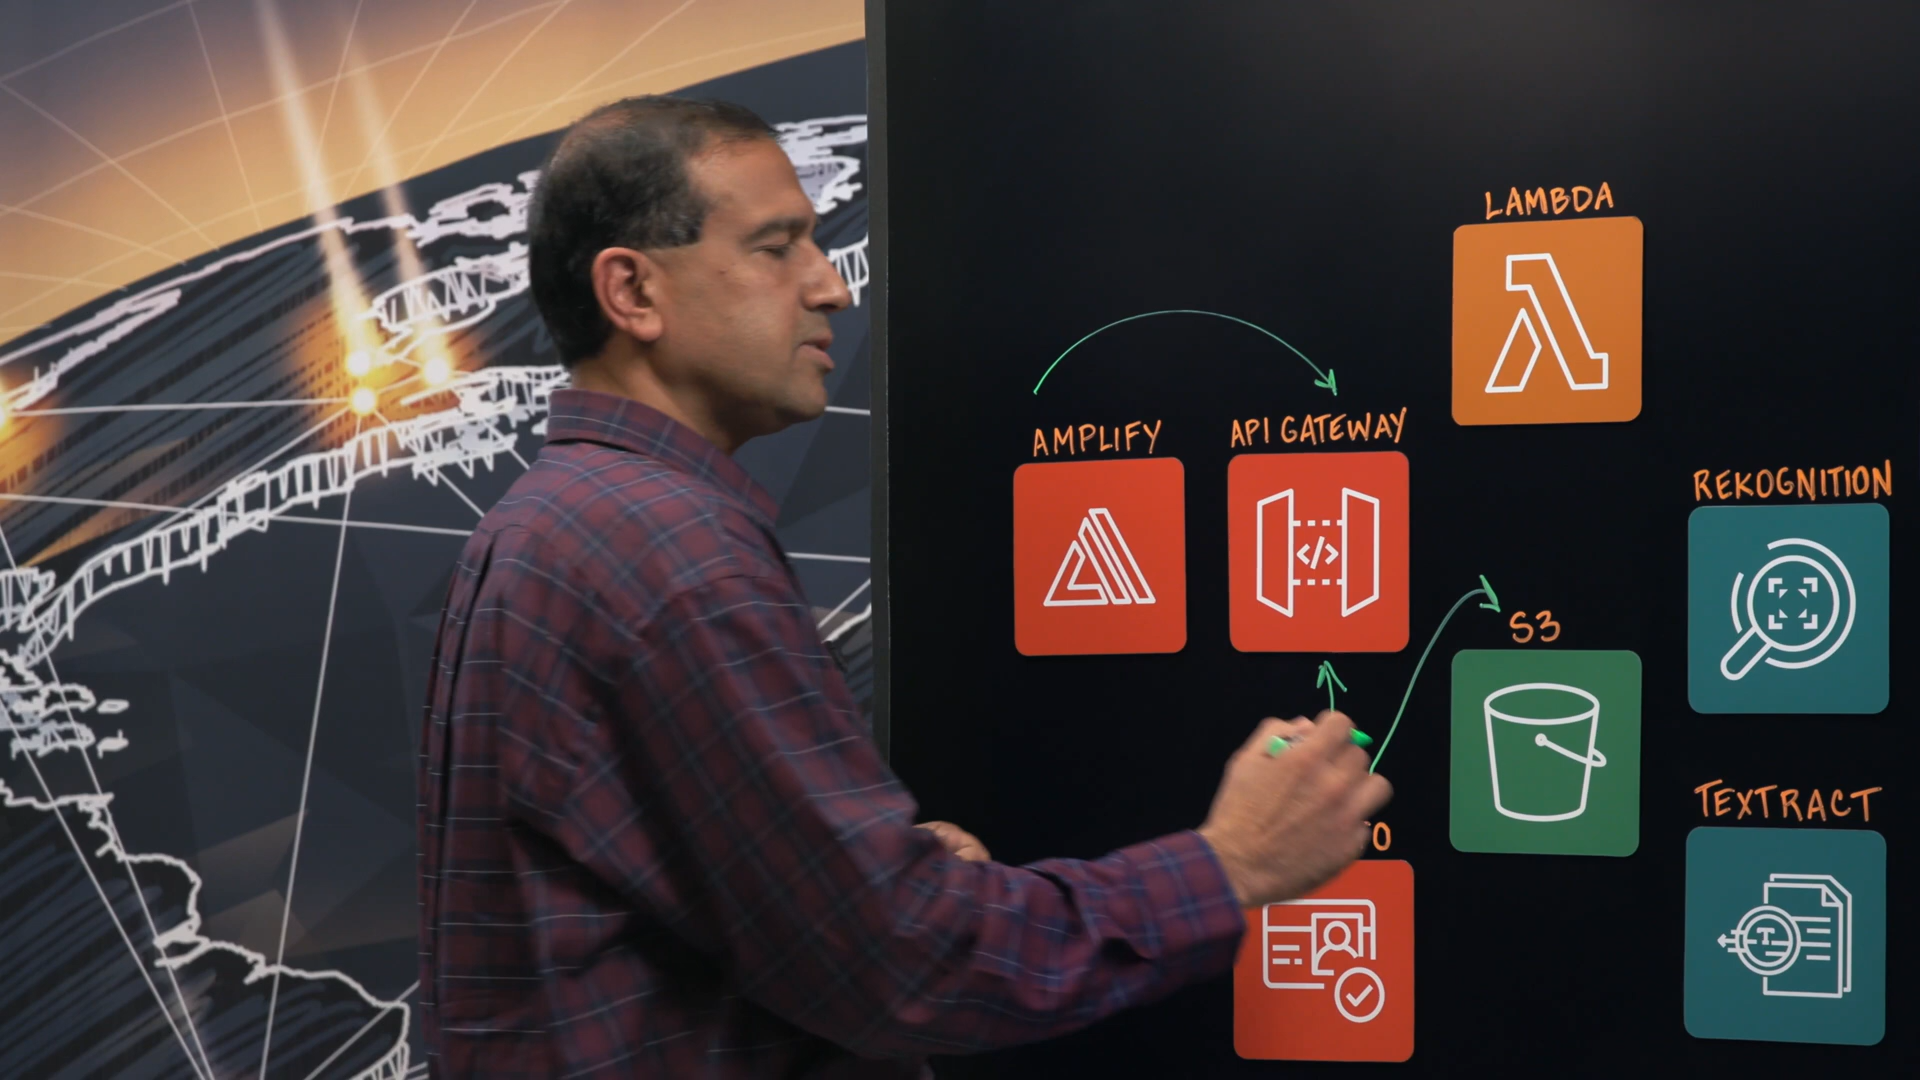 LAMBDA
AMPLIFY
API GATEWAY
</>
REKOGNITION
S3
TEXTRACT
T